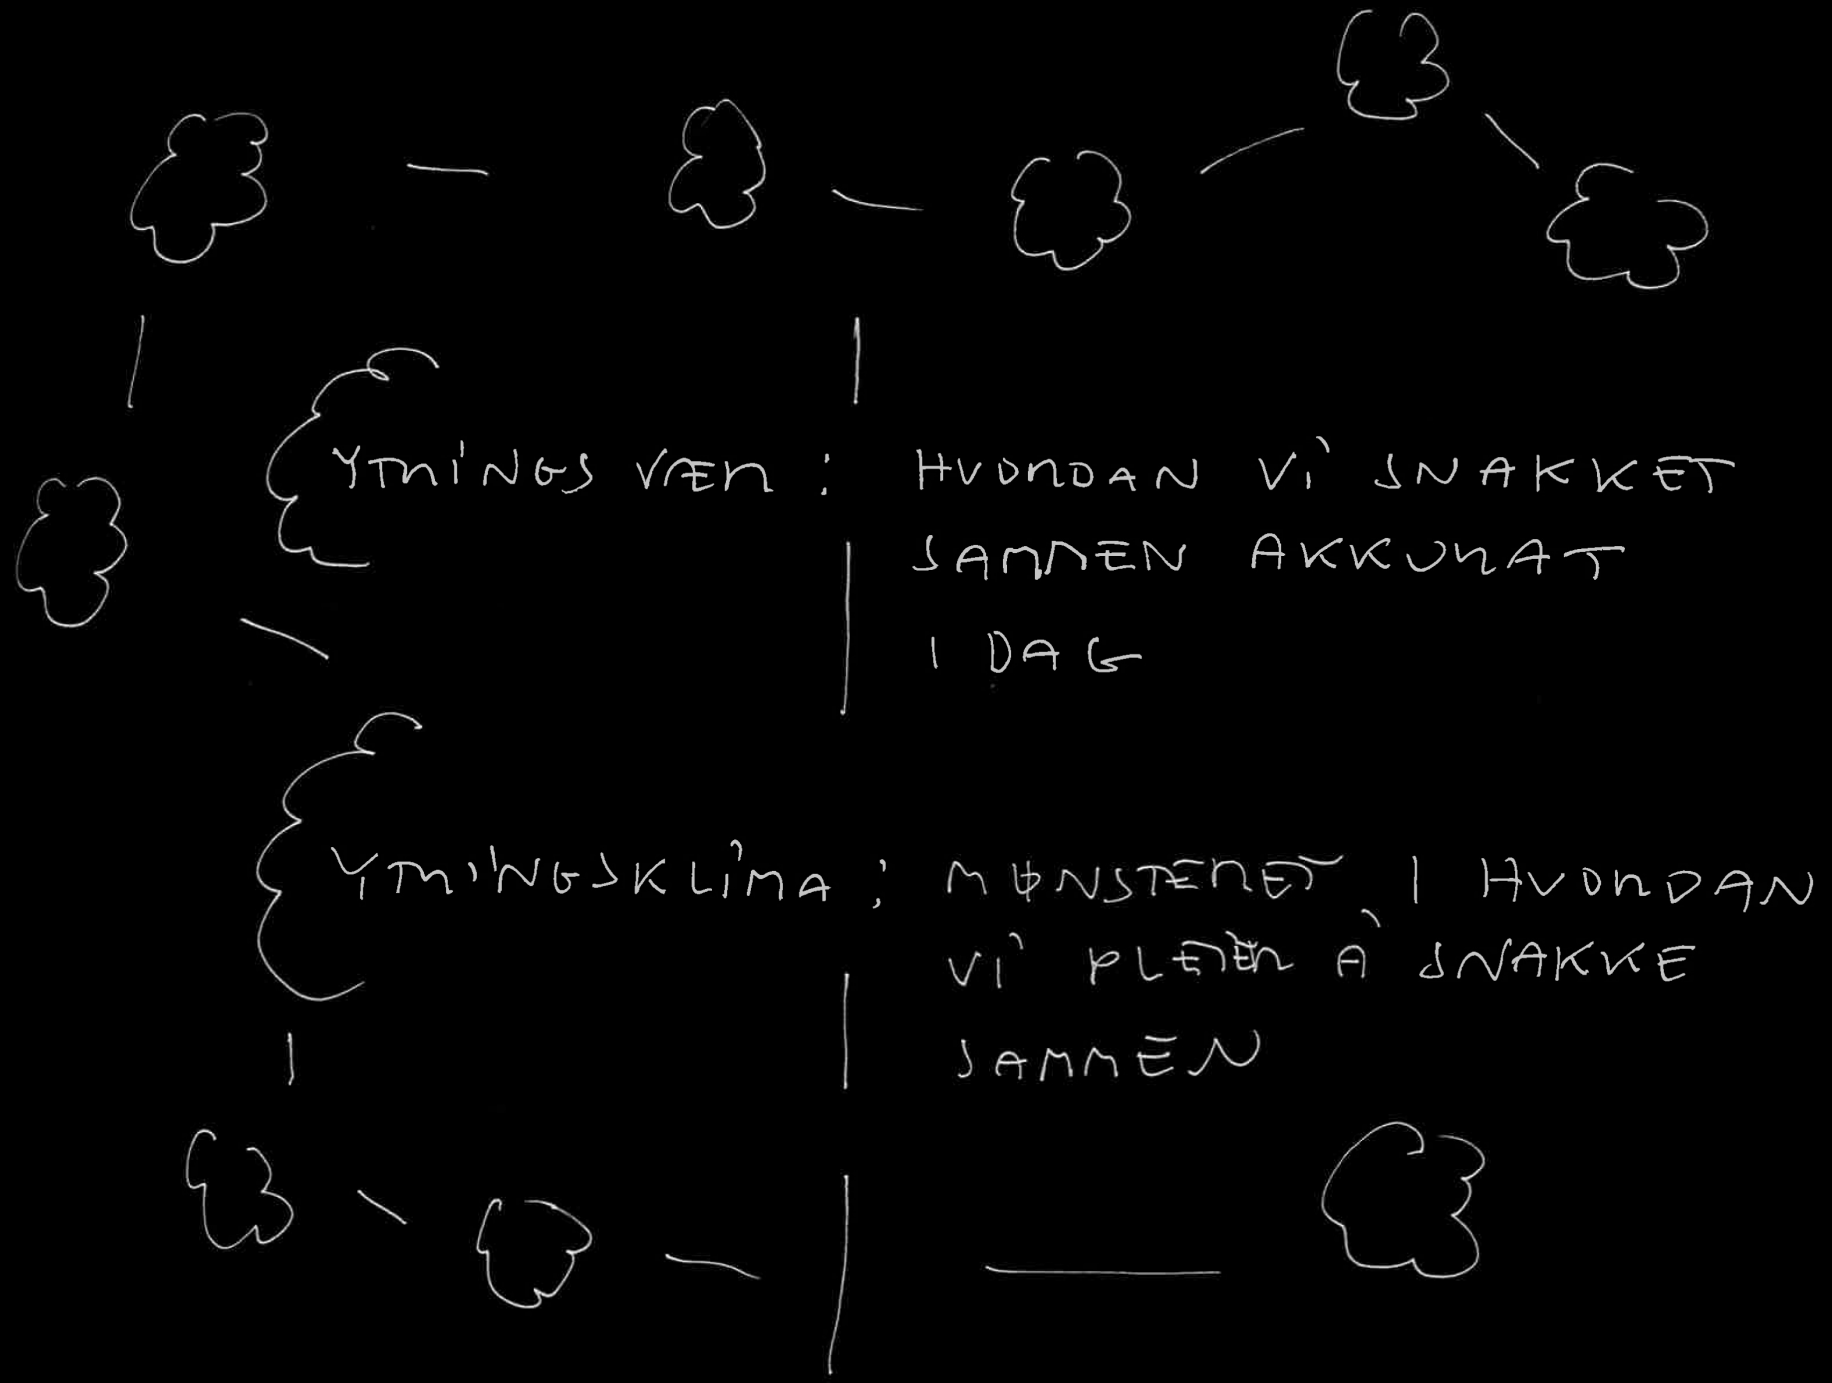 YTRINGSVÆR: HVORDAN VI SNAKKET
SAMMEN AKKURAT
I DAG
YTRINGSKLIMA: MØNSTERET I HVORDAN
VI PLEIER Å SNAKKE
SAMMEN